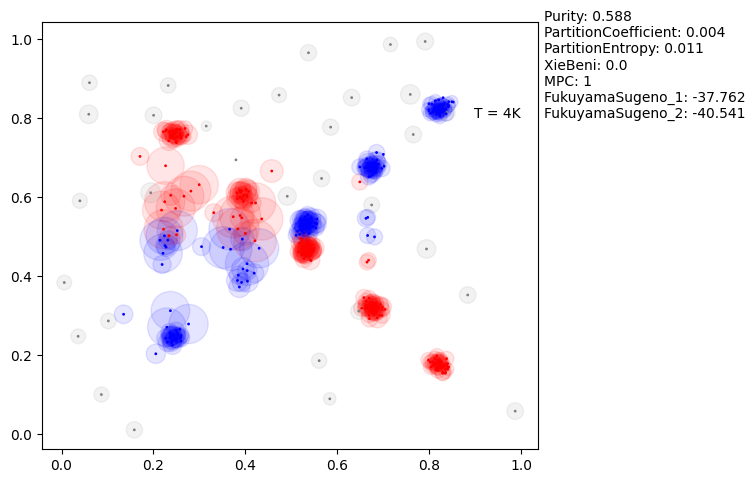 Purity: 0.588
PartitionCoefficient: 0.004
PartitionEntropy: 0.011
XieBeni: 0.0
MPC: 1
FukuyamaSugeno_1: -37.762
FukuyamaSugeno_2: -40.541
T = 4K
1.0
0.8
0.6
0.4
0.2
0.0
0.0 0.2 0.4 0.6 0.8 1.0